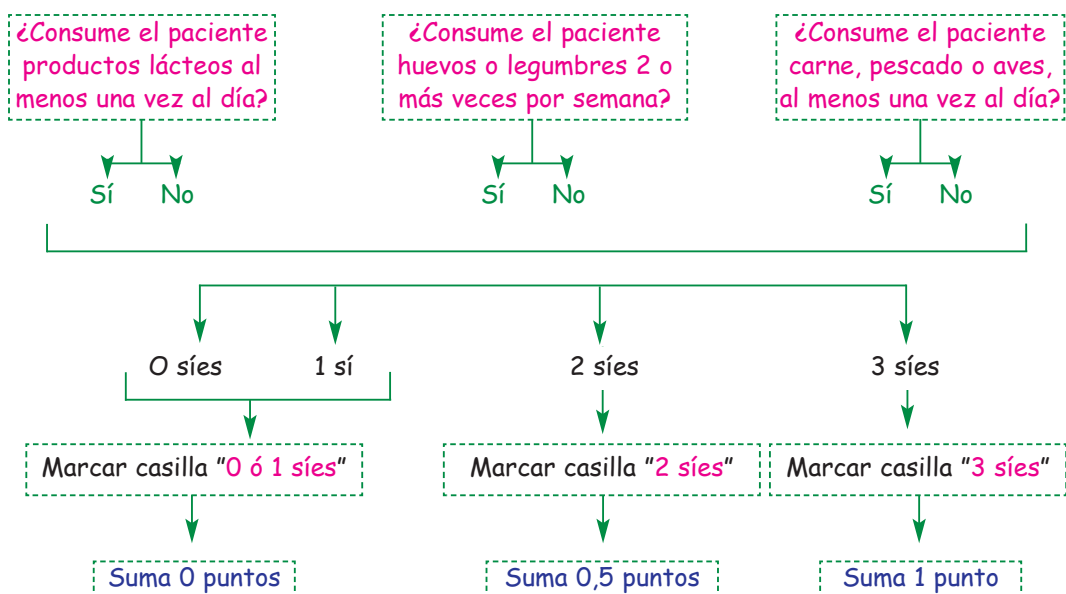 ¿Consume el paciente
productos lácteos al
menos una vez al día?
¿Consume el paciente
huevos o legumbres 2 o
más veces por semana?
¿Consume el paciente
carne, pescado o aves,
al menos una vez al día?
Sí No
Sí No
Sí No
O síes
1 sí
2 síes
3 síes
Marcar casilla "0 ó 1 síes"
Marcar casilla "2 síes"
Marcar casilla "3 síes"
Suma 0 puntos
Suma 0,5 puntos
Suma 1 punto